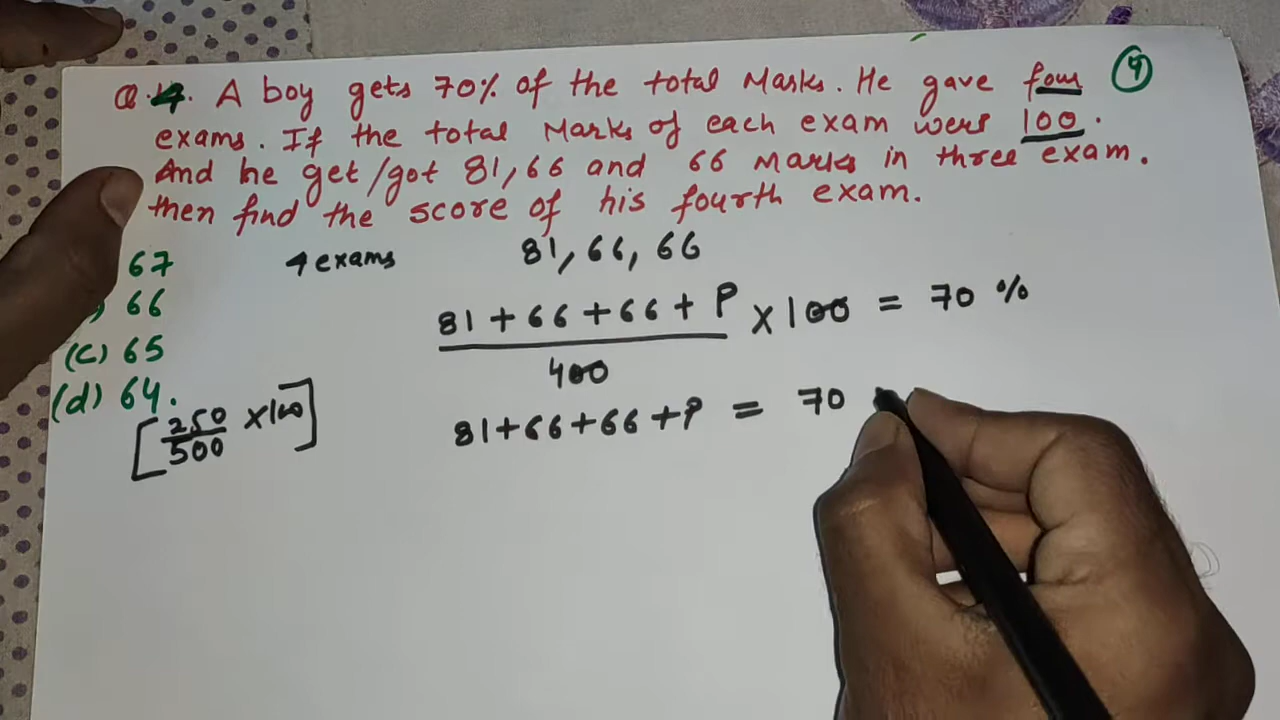 Q.4. A boy gets 70% of the total Marks. He gave four (4)
exams. If the total Marks of each exam were 100.
And he get/got 81,66 and 66 Marks in three exam.
then find the score of his fourth exam.
67
) 66
(c) 65
(d) 64.
4 exams
81, 66, 66
81 + 66 + 66 + P
400
× 100 = 70 %
[250
500
× 100]
81+66+66+P = 70